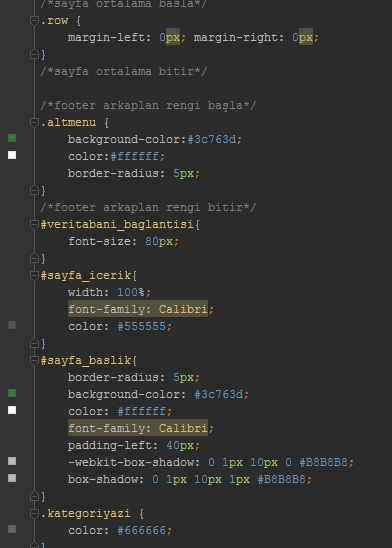 /*sayfa ortalama başla*/
.row {
margin-left: 0px; margin-right: 0px;
}
/*sayfa ortalama bitir*/
/*footer arkaplan rengi başla*/
.altmenu {
background-color:#3c763d;
color:#ffffff;
border-radius: 5px;
}
/*footer arkaplan rengi bitir*/
#veritabani_baglantisi{
font-size: 80px;
}
#sayfa_icerik{
width: 100%;
font-family: Calibri;
color: #555555;
}
#sayfa_baslik{
border-radius: 5px;
background-color: #3c763d;
color: #ffffff;
font-family: Calibri;
padding-left: 40px;
-webkit-box-shadow: 0 1px 10px 0 #B8B8B8;
box-shadow: 0 1px 10px 1px #B8B8B8;
}
.kategoriyazi {
color: #666666;
}